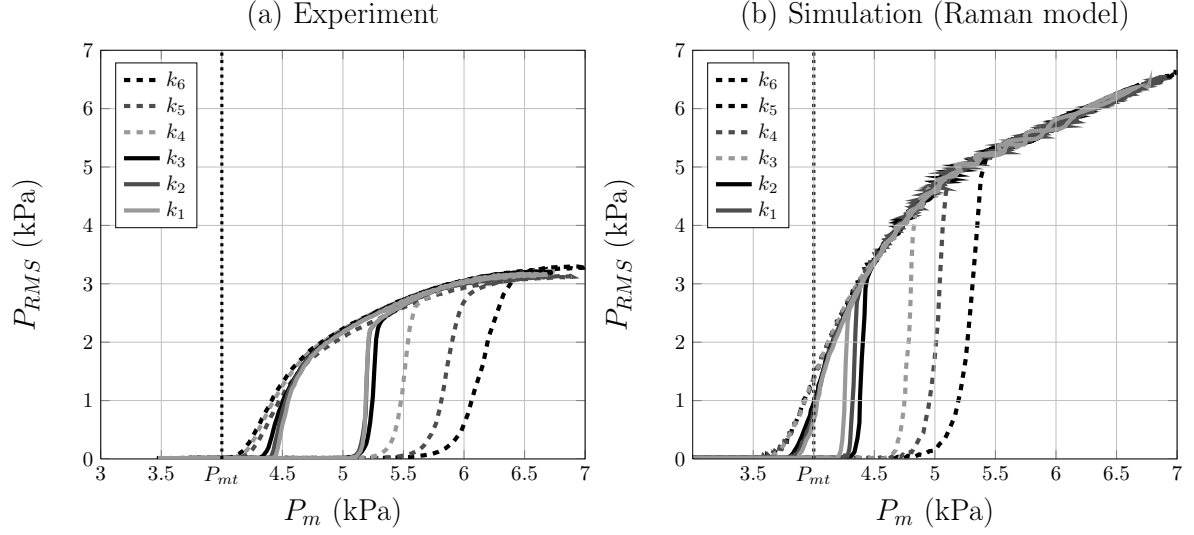 (a) Experiment
7
6
5
4
3
2
1
0
k6
k5
k4
k3
k2
k1
P_RMS (kPa)
3 P_mt 4.5 5 5.5 6 6.5 7
P_m (kPa)
(b) Simulation (Raman model)
7
6
5
4
3
2
1
0
k6
k5
k4
k3
k2
k1
P_RMS (kPa)
3.5 P_mt 4.5 5 5.5 6 6.5 7
P_m (kPa)